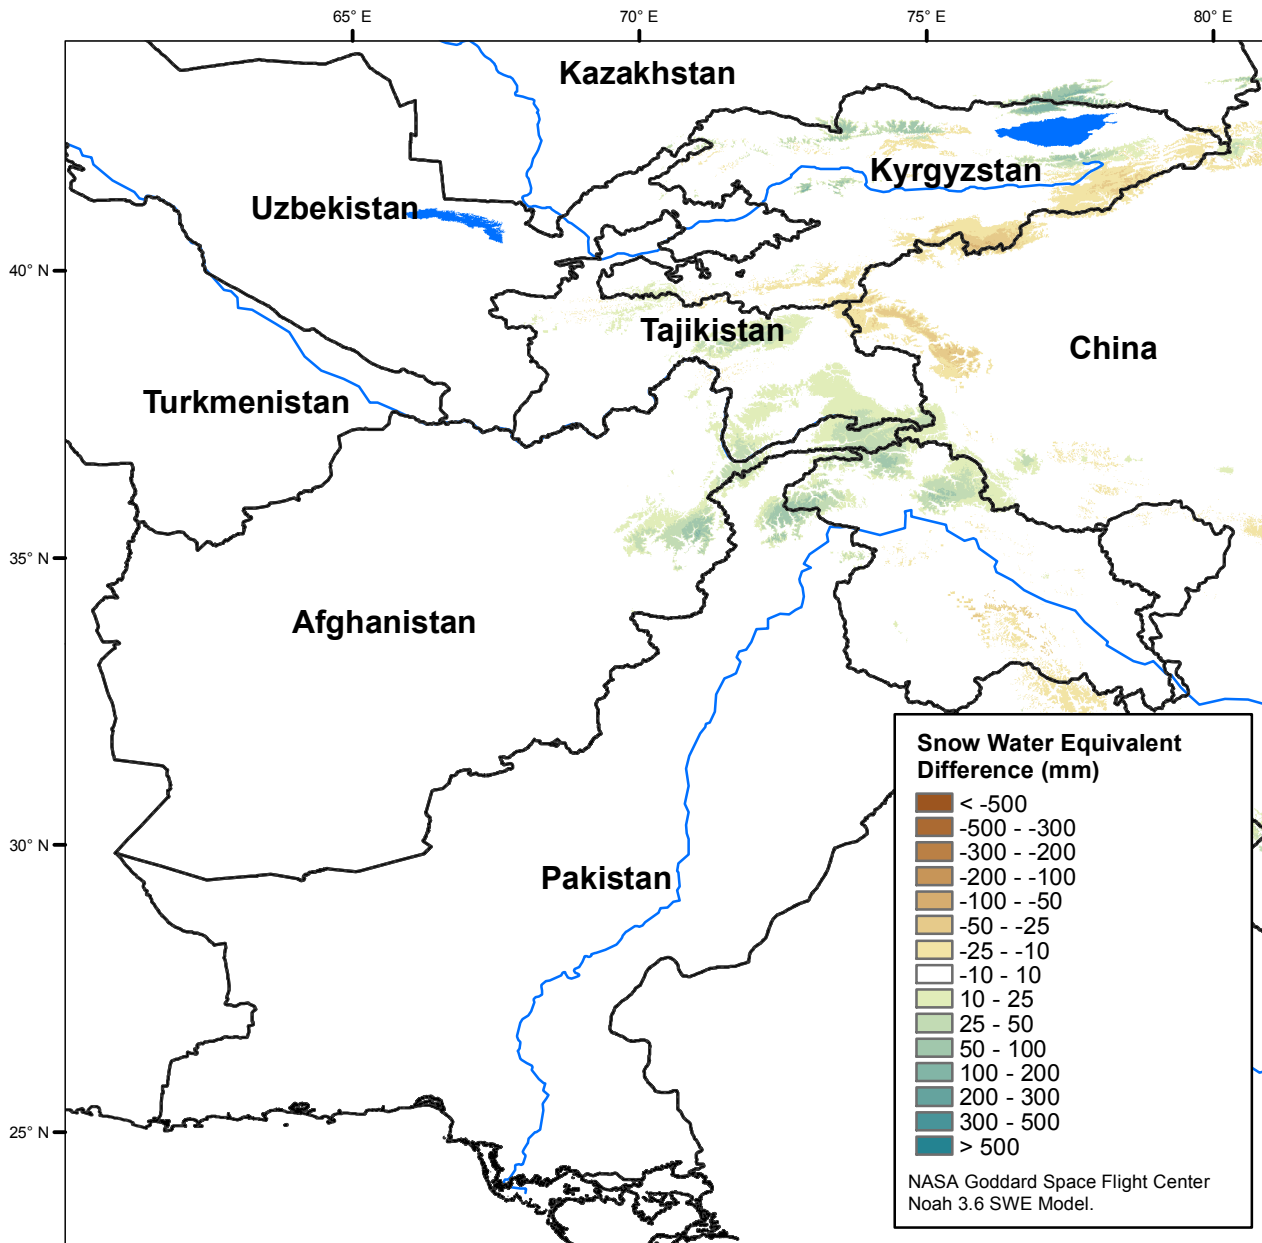 65° E
70° E
75° E
80° E
Kazakhstan
Kyrgyzstan
Uzbekistan
40° N
Tajikistan
China
Turkmenistan
35° N
Afghanistan
30° N
Pakistan
25° N
Snow Water Equivalent
Difference (mm)
< -500
-500 - -300
-300 - -200
-200 - -100
-100 - -50
-50 - -25
-25 - -10
-10 - 10
10 - 25
25 - 50
50 - 100
100 - 200
200 - 300
300 - 500
> 500
NASA Goddard Space Flight Center
Noah 3.6 SWE Model.